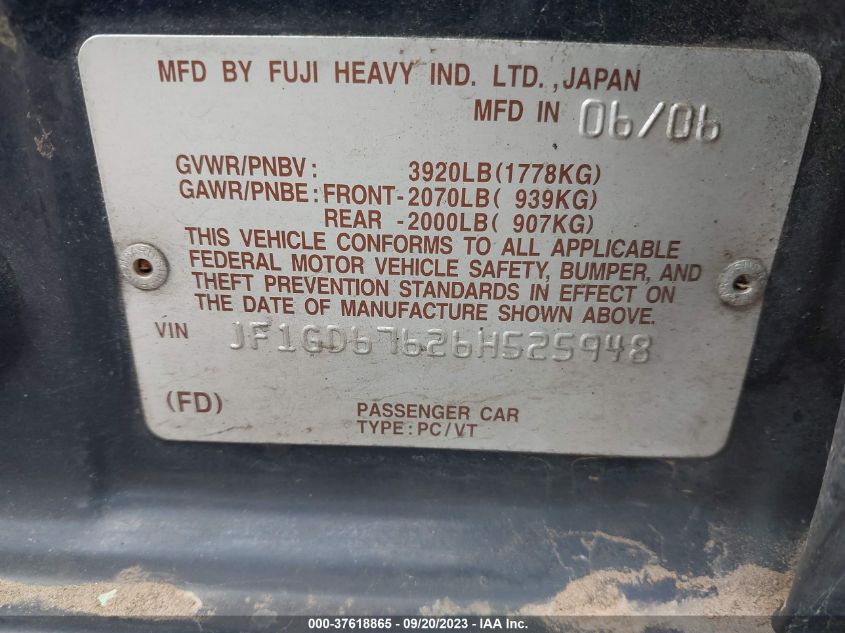 MFD BY FUJI HEAVY IND. LTD., JAPAN
MFD IN 06/06
GVWR/PNBV: 3920LB(1778KG)
GAWR/PNBE: FRONT-2070LB( 939KG)
REAR -2000LB( 907KG)
THIS VEHICLE CONFORMS TO ALL APPLICABLE
FEDERAL MOTOR VEHICLE SAFETY, BUMPER, AND
THEFT PREVENTION STANDARDS IN EFFECT ON
THE DATE OF MANUFACTURE SHOWN ABOVE.
VIN JF1GD67626H525948
(FD) PASSENGER CAR
TYPE:PC/VT
000-37618865 - 09/20/2023 - IAAI Inc.